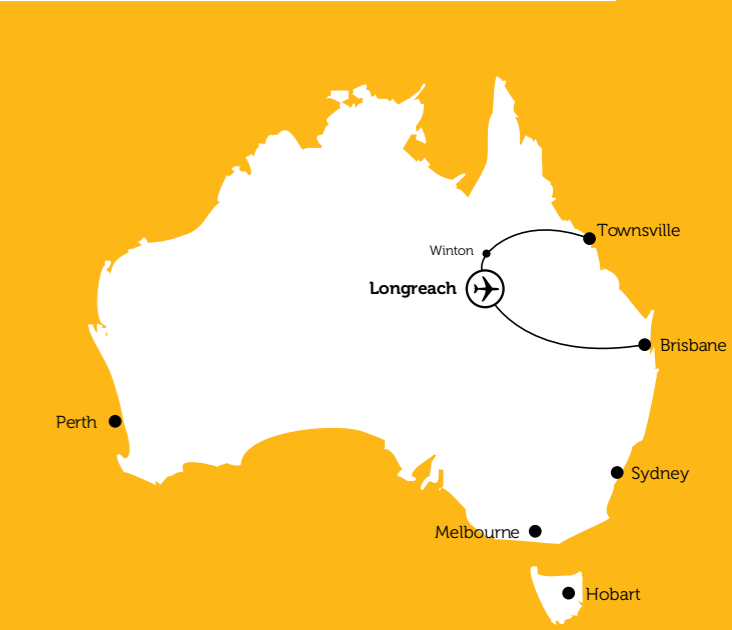 Townsville
Winton
Longreach
Brisbane
Perth
Sydney
Melbourne
Hobart